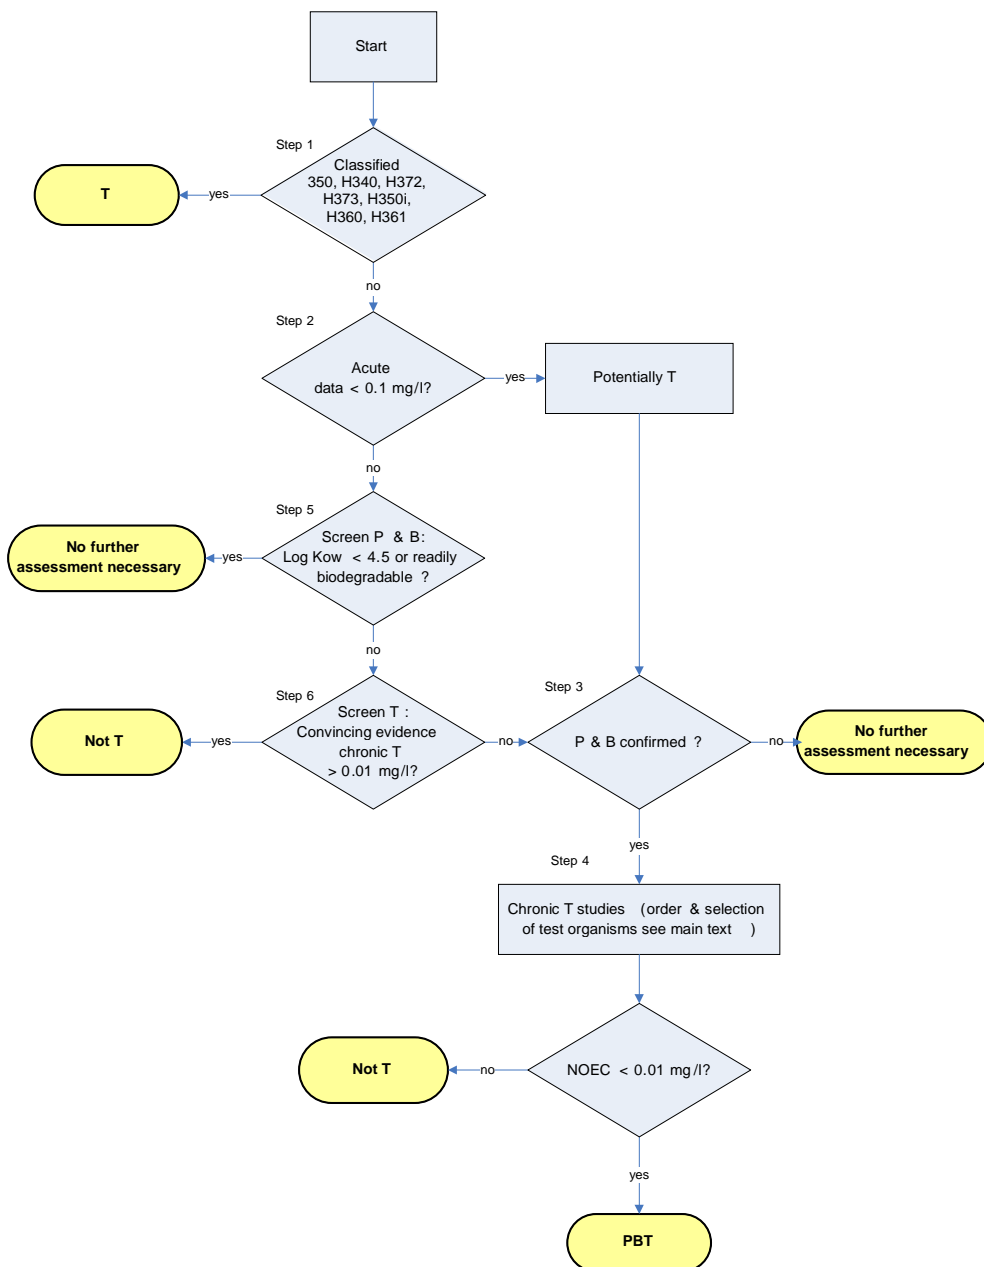 Start
Step 1
Classified
350, H340, H372,
H373, H350i,
H360, H361
yes
T
no
Step 2
Acute
data < 0.1 mg/l?
yes
Potentially T
no
Step 5
Screen P & B:
Log Kow < 4.5 or readily
biodegradable ?
yes
No further
assessment necessary
no
Step 6
Screen T :
Convincing evidence
chronic T
> 0.01 mg/l?
yes
Not T
no
Step 3
P & B confirmed ?
no
No further
assessment necessary
yes
Step 4
Chronic T studies (order & selection
of test organisms see main text )
NOEC < 0.01 mg/l?
no
Not T
yes
PBT